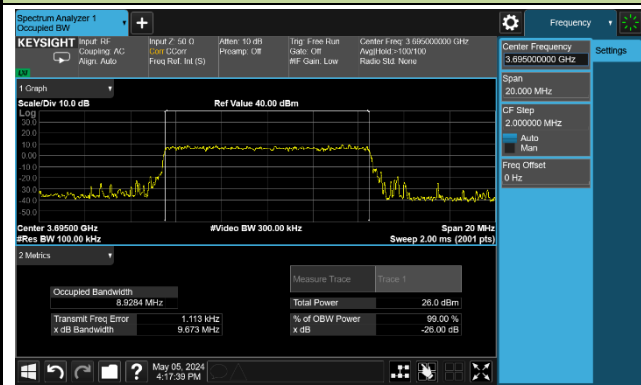 Spectrum Analyzer 1
Occupied BW
Frequency
KEYSIGHT
Input: RF
Coupling: AC
Align: Auto
Input Z: 50 Ω
Corr CCorr
Freq Ref: Int (S)
Atten: 10 dB
Preamp: Off
Trig: Free Run
Gate: Off
#IF Gain: Low
Center Freq: 3.695000000 GHz
Avg|Hold:>100/100
Radio Std: None
Center Frequency
3.695000000 GHz
Settings
Span
20.000 MHz
CF Step
2.000000 MHz
Auto
Man
Freq Offset
0 Hz
1 Graph
Scale/Div 10.0 dB
Ref Value 40.00 dBm
Log
30.0
20.0
10.0
0.00
-10.0
-20.0
-30.0
-40.0
-50.0
Center 3.69500 GHz
#Video BW 300.00 kHz
Span 20 MHz
#Res BW 100.00 kHz
Sweep 2.00 ms (2001 pts)
2 Metrics
Measure Trace
Trace 1
Occupied Bandwidth
8.9284 MHz
Total Power
26.0 dBm
Transmit Freq Error
1.113 kHz
% of OBW Power
99.00 %
x dB Bandwidth
9.673 MHz
x dB
-26.00 dB
?
May 05, 2024
4:17:39 PM